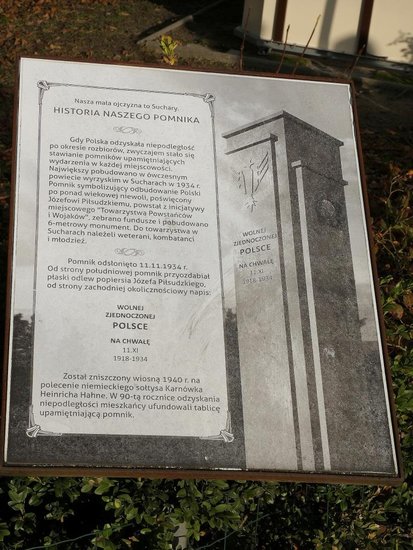 Nasza mała ojczyzna to Suchary.
HISTORIA NASZEGO POMNIKA
Gdy Polska odzyskała niepodległość
po okresie rozbiorów, zwyczajem stało się
stawianie pomników upamiętniających
wydarzenia w każdej miejscowości.
Największy pobudowano w ówczesnym
powiecie wyrzyskim w Sucharach w 1934 r.
Pomnik symbolizujący odbudowanie Polski
po ponad wiekowej niewoli, poświęcony
Józefowi Piłsudskiemu, powstał z inicjatywy
miejscowego "Towarzystwa Powstańców
i Wojaków", zebrano fundusze i pobudowano
6-metrowy monument. Do towarzystwa w
Sucharach należeli weterani, kombatanci
i młodzież.
Pomnik odsłonięto 11.11.1934 r.
Od strony południowej pomnik przyozdabiał
płaski odlew popiersia Józefa Piłsudskiego,
od strony zachodniej okolicznościowy napis:
WOLNEJ
ZJEDNOCZONEJ
POLSCE
NA CHWAŁĘ
11.XI
1918-1934
Został zniszczony wiosną 1940 r. na
polecenie niemieckiego sołtysa Karnówka
Heinricha Hahne. W 90-tą rocznice odzyskania
niepodległości mieszkańcy ufundowali tablicę
upamiętniającą pomnik.
WOLNEJ
ZJEDNOCZONEJ
POLSCE
NA CHWAŁĘ
11.XI
1918-1934